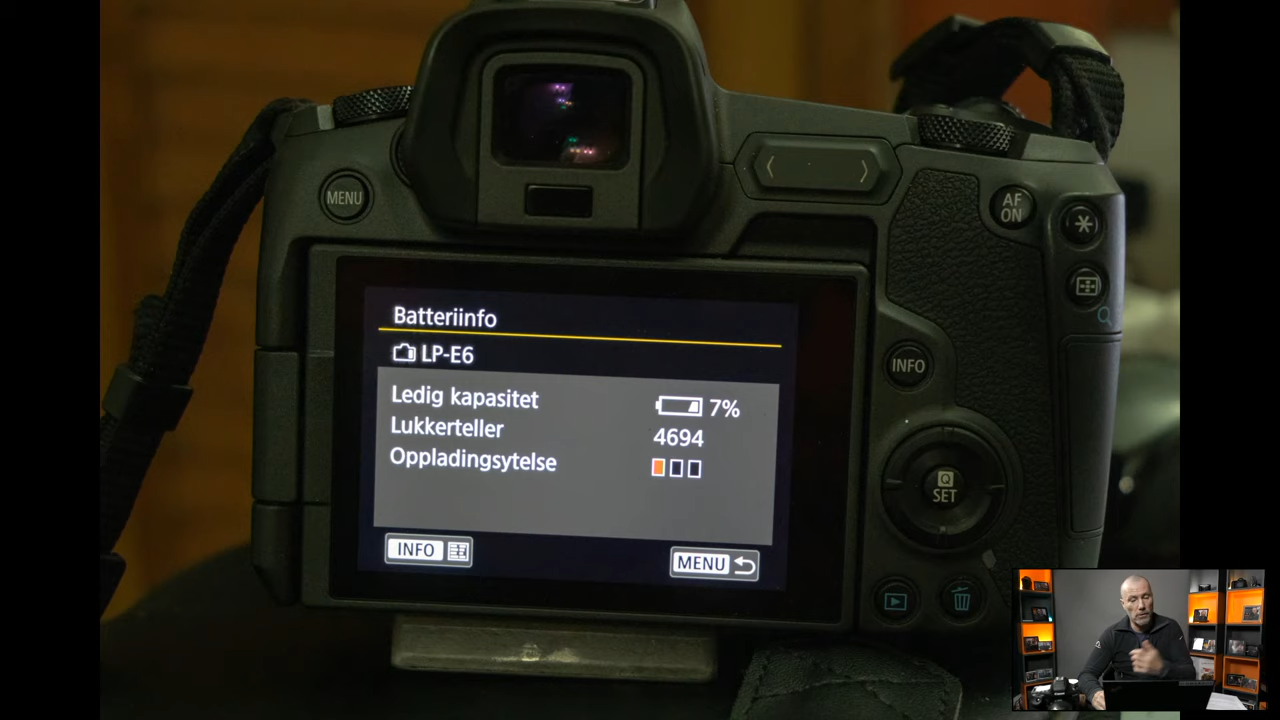 MENU
AF
ON
Batteriinfo
LP-E6
Ledig kapasitet 7%
Lukkerteller 4694
Oppladingsytelse
INFO
Q
SET
INFO
MENU